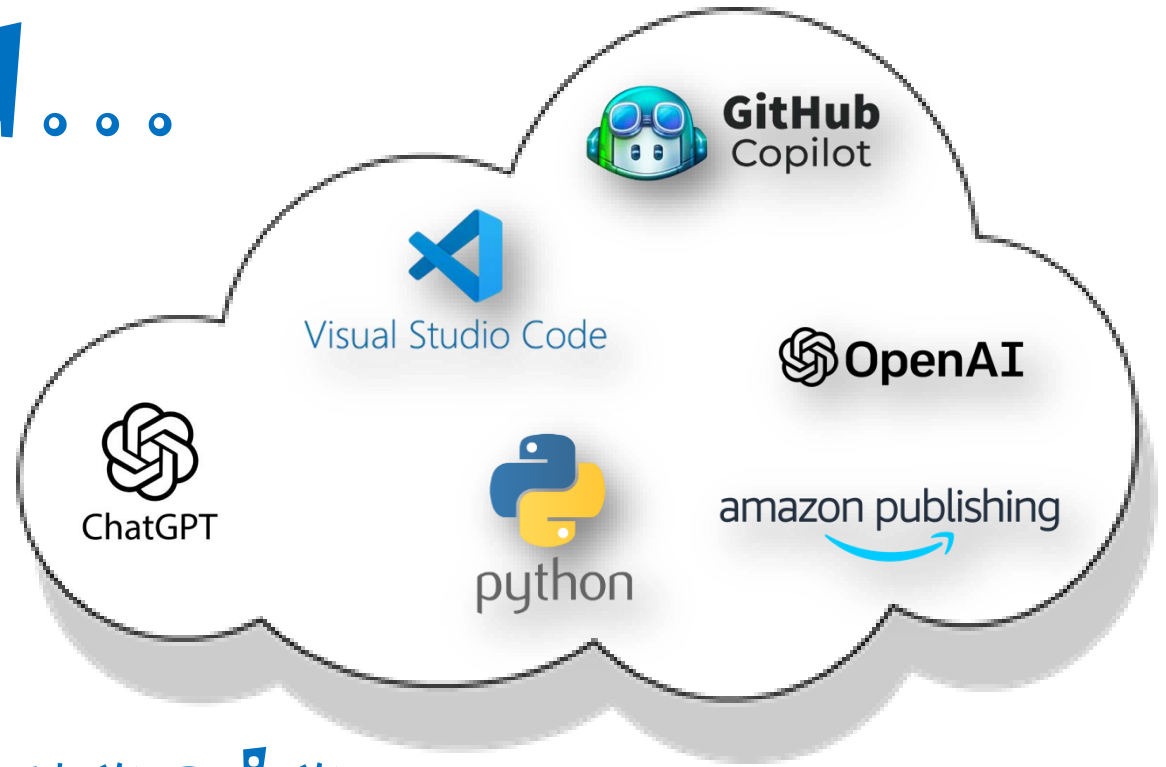 GitHub
Copilot
Visual Studio Code
OpenAI
ChatGPT
amazon publishing
python